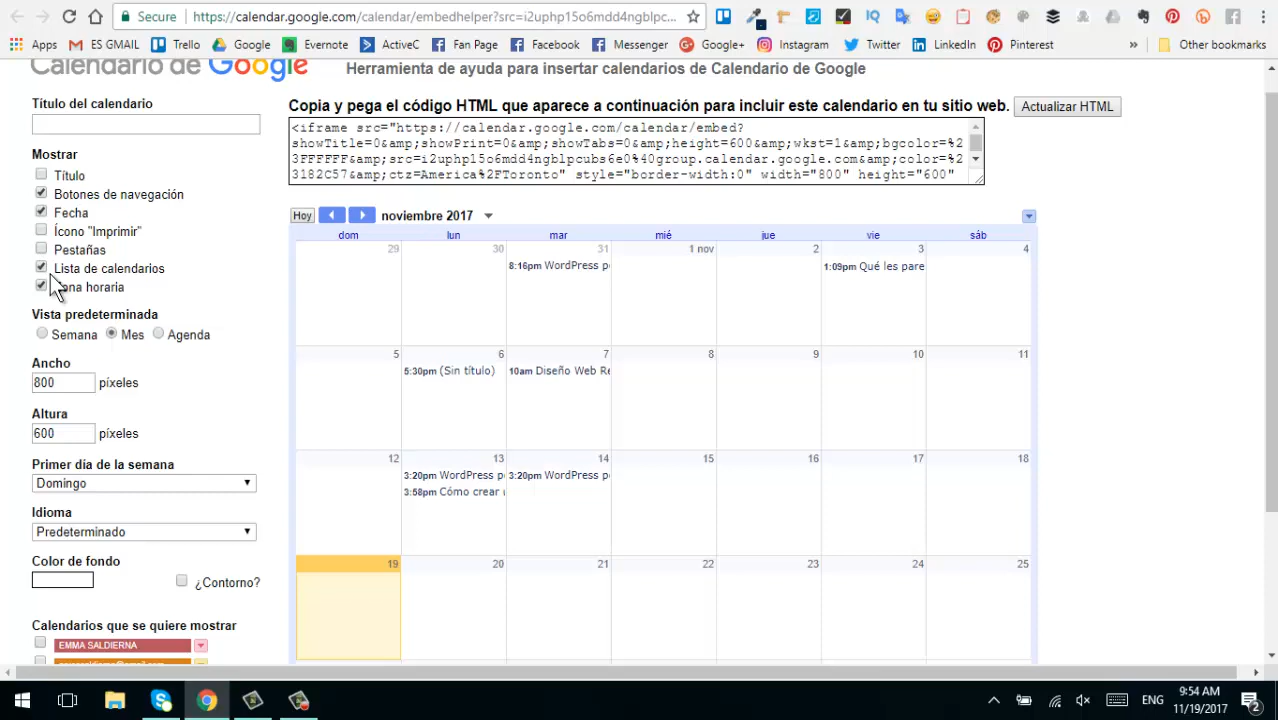 Secure https://calendar.google.com/calendar/embedhelper?src=i2uphp15o6mdd4ngblpc...
Apps ES GMAIL Trello Google Evernote ActiveC Fan Page Facebook Messenger Google+ Instagram Twitter LinkedIn Pinterest » Other bookmarks
Calendario de Google Herramienta de ayuda para insertar calendarios de Calendario de Google
Título del calendario
Copia y pega el código HTML que aparece a continuación para incluir este calendario en tu sitio web. Actualizar HTML
<iframe src="https://calendar.google.com/calendar/embed?
showTitle=0&amp;showPrint=0&amp;showTabs=0&amp;height=600&amp;wkst=1&amp;bgcolor=%2
3FFFFFF&amp;src=i2uphp15o6mdd4ngblpcubs6e0%40group.calendar.google.com&amp;color=%2
3182C57&amp;ctz=America%2FToronto" style="border-width:0" width="800" height="600"
Mostrar
Título
Botones de navegación
Fecha
Ícono "Imprimir"
Pestañas
Lista de calendarios
ona horaria
Vista predeterminada
Semana Mes Agenda
Ancho
800 píxeles
Altura
600 píxeles
Primer día de la semana
Domingo
Idioma
Predeterminado
Color de fondo
¿Contorno?
Calendarios que se quiere mostrar
EMMA SALDIERNA
Hoy noviembre 2017
dom lun mar mié jue vie sáb
29 30 31 1 nov 2 3 4
8:16pm WordPress p 1:09pm Qué les pare
5 6 7 8 9 10 11
5:30pm (Sin título) 10am Diseño Web Re
12 13 14 15 16 17 18
3:20pm WordPress p 3:20pm WordPress p
3:58pm Cómo crear
19 20 21 22 23 24 25
ENG
9:54 AM
11/19/2017
2